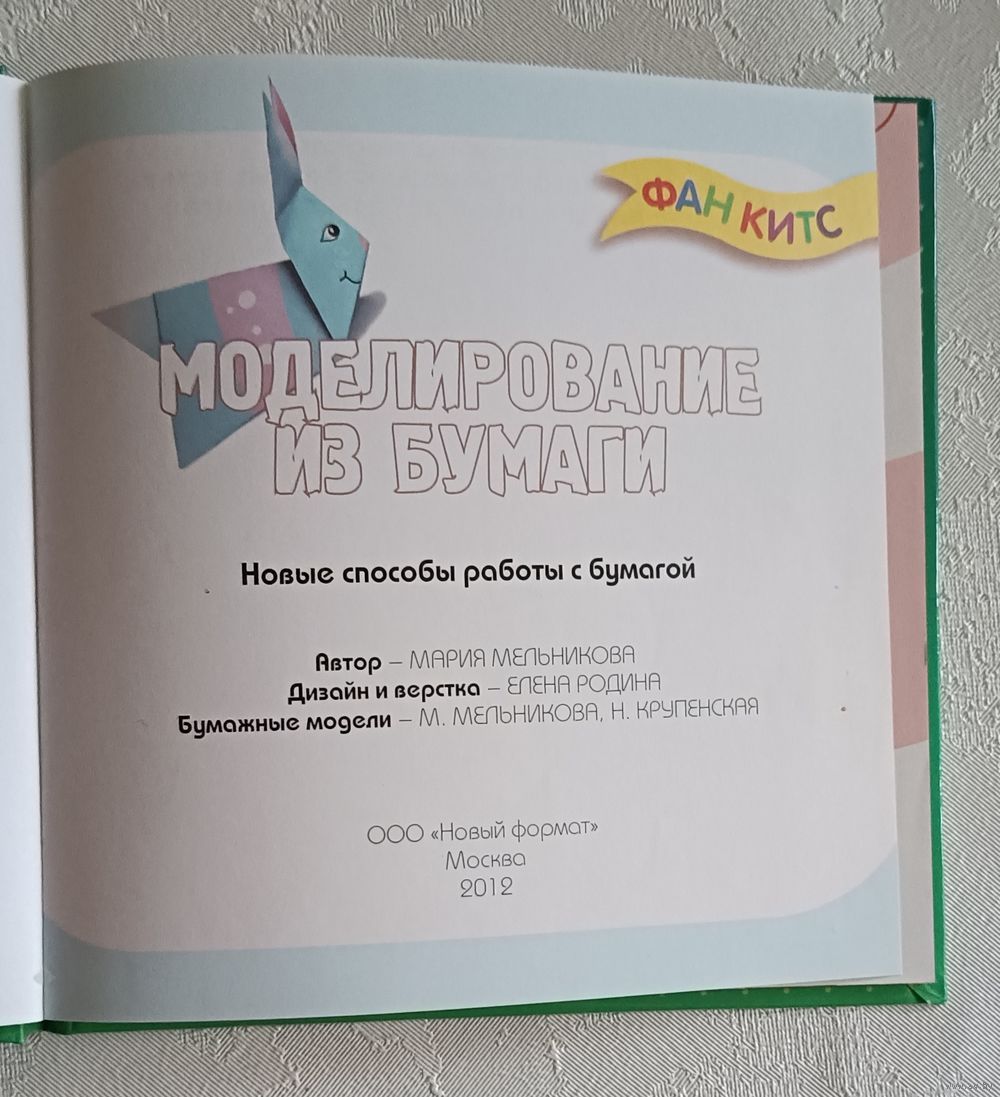 ФАН КИТС
МОДЕЛИРОВАНИЕ
ИЗ БУМАГИ
Новые способы работы с бумагой
Автор – МАРИЯ МЕЛЬНИКОВА
Дизайн и верстка – ЕЛЕНА РОДИНА
Бумажные модели – М. МЕЛЬНИКОВА, Н. КРУПЕНСКАЯ
ООО «Новый формат»
Москва
2012